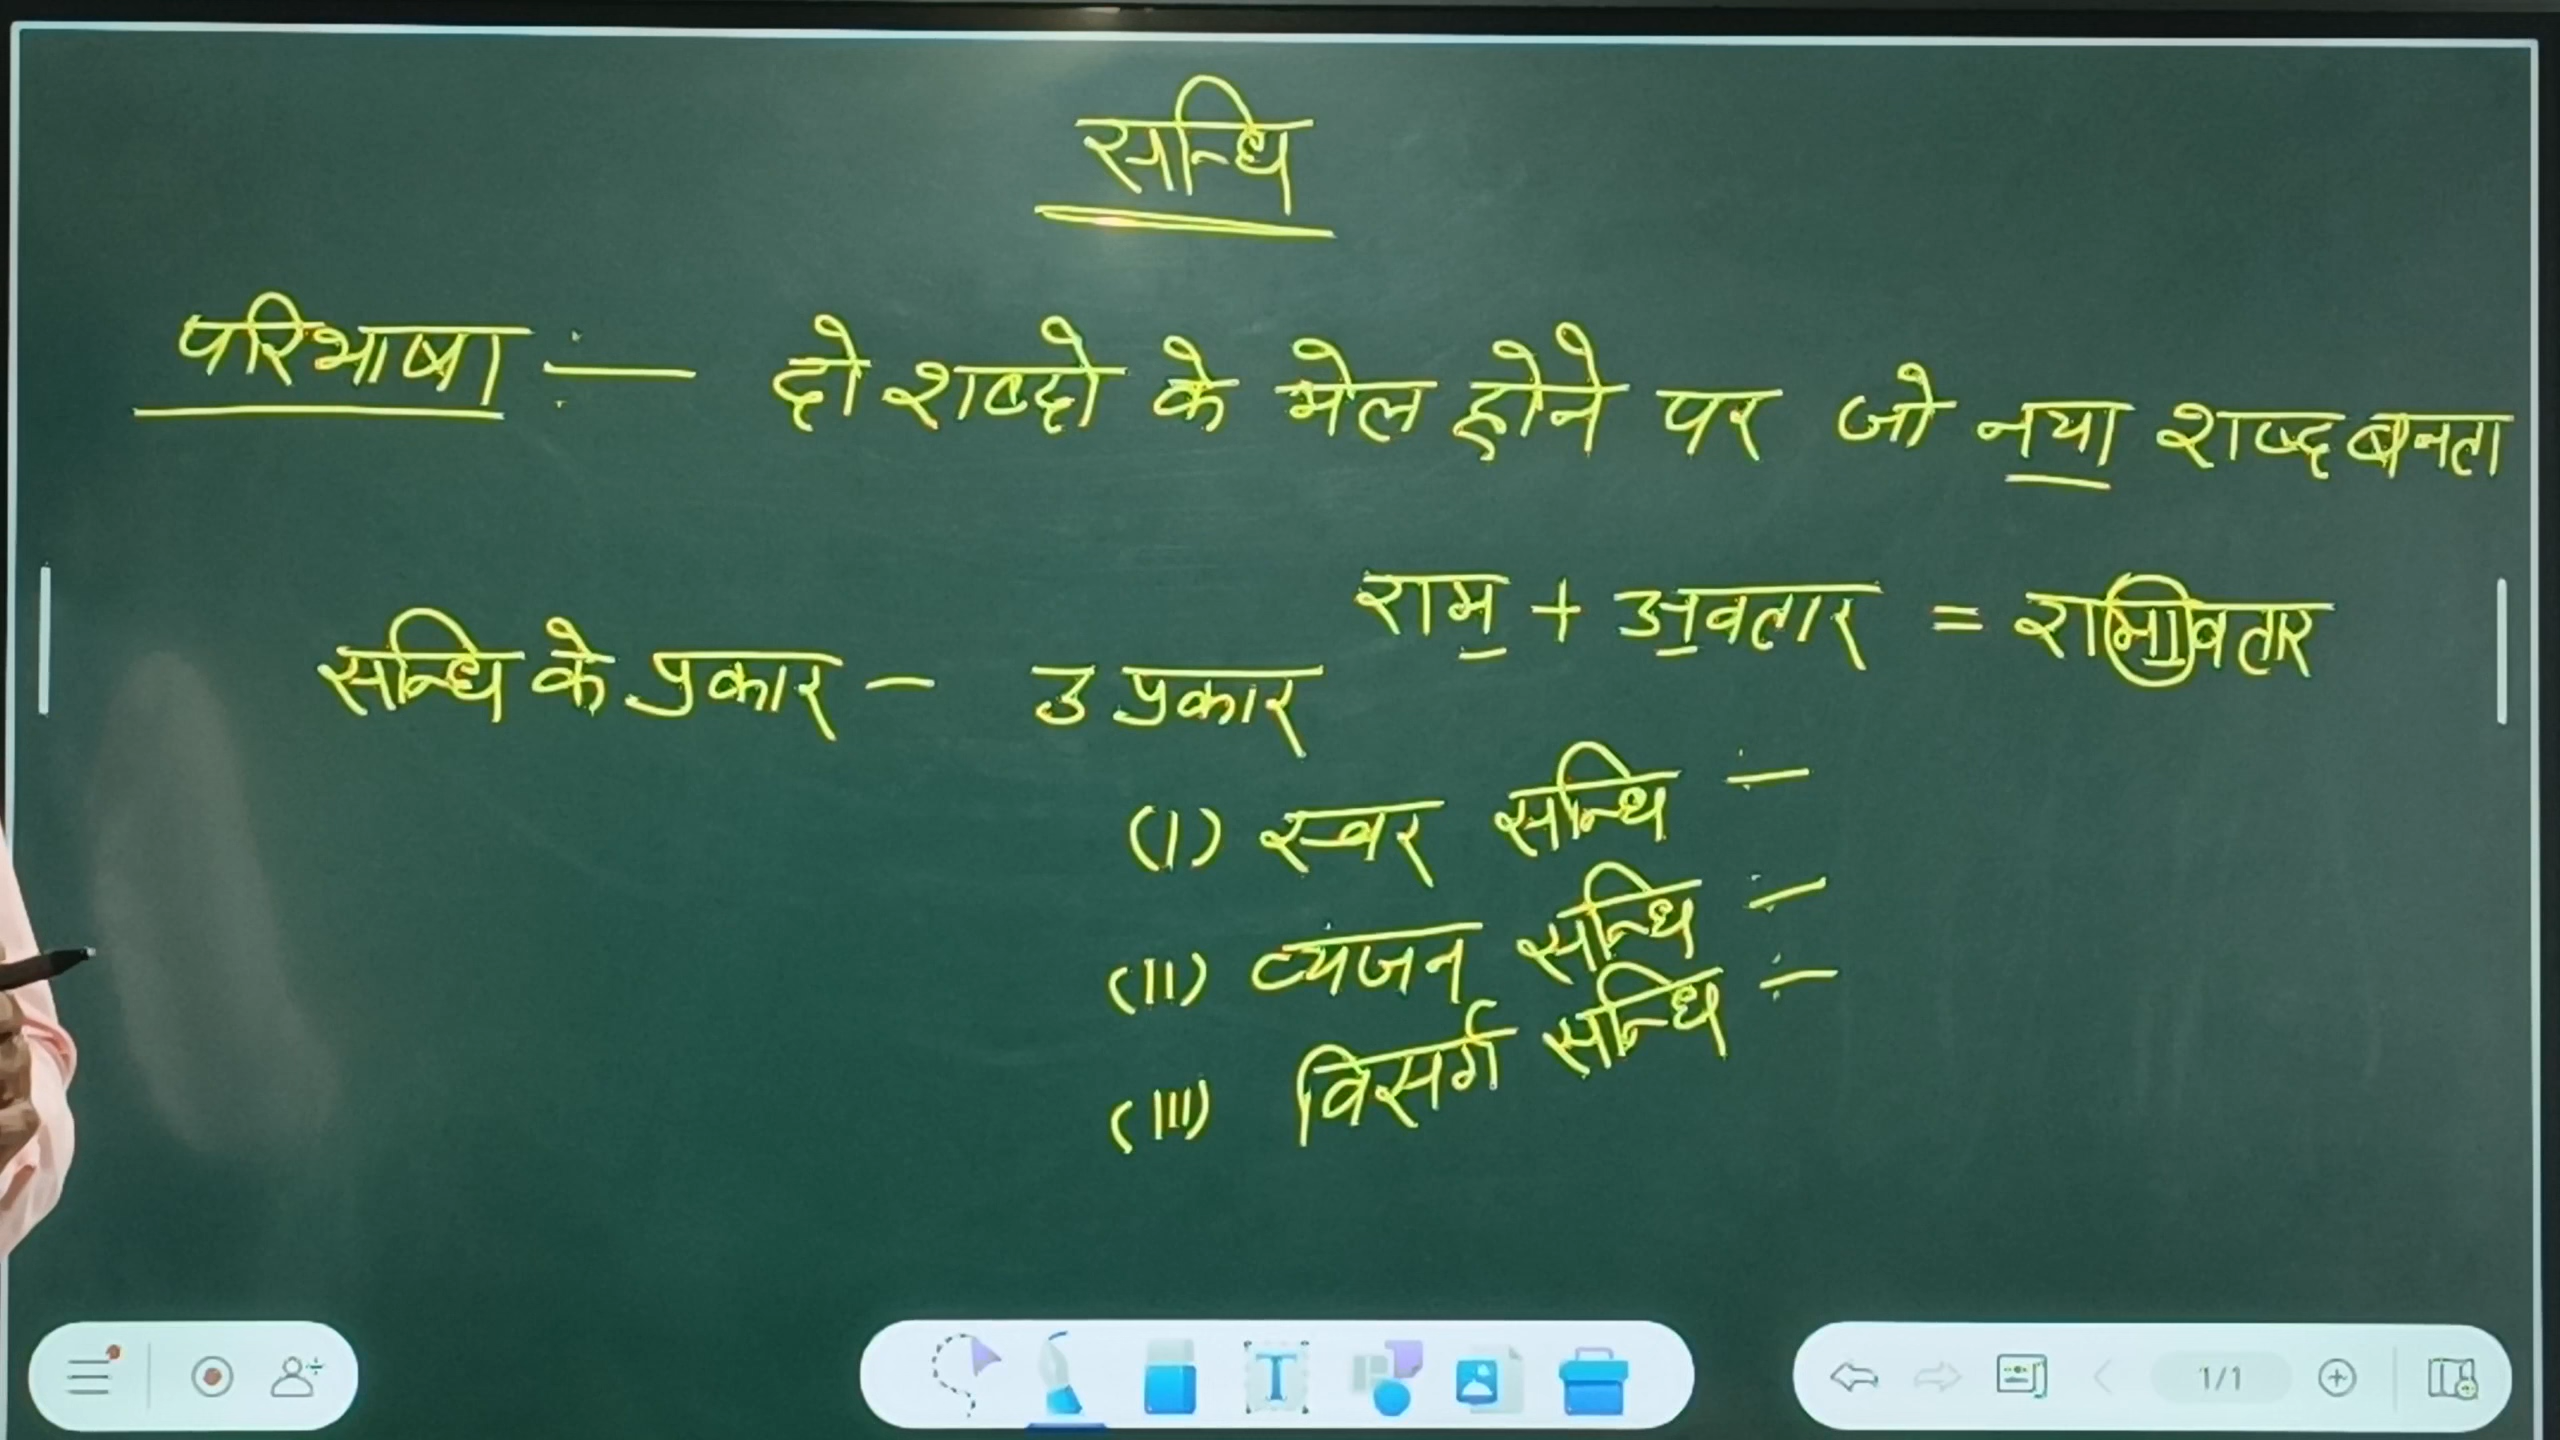 सन्धि
परिभाषा :— दो शब्दो के मेल होने पर जो नया शब्द बनता
राम + अवतार = रामावतार
सन्धि के प्रकार – 3 प्रकार
(I) स्वर सन्धि :—
(II) व्यंजन सन्धि :—
(III) विसर्ग सन्धि :—
1/1